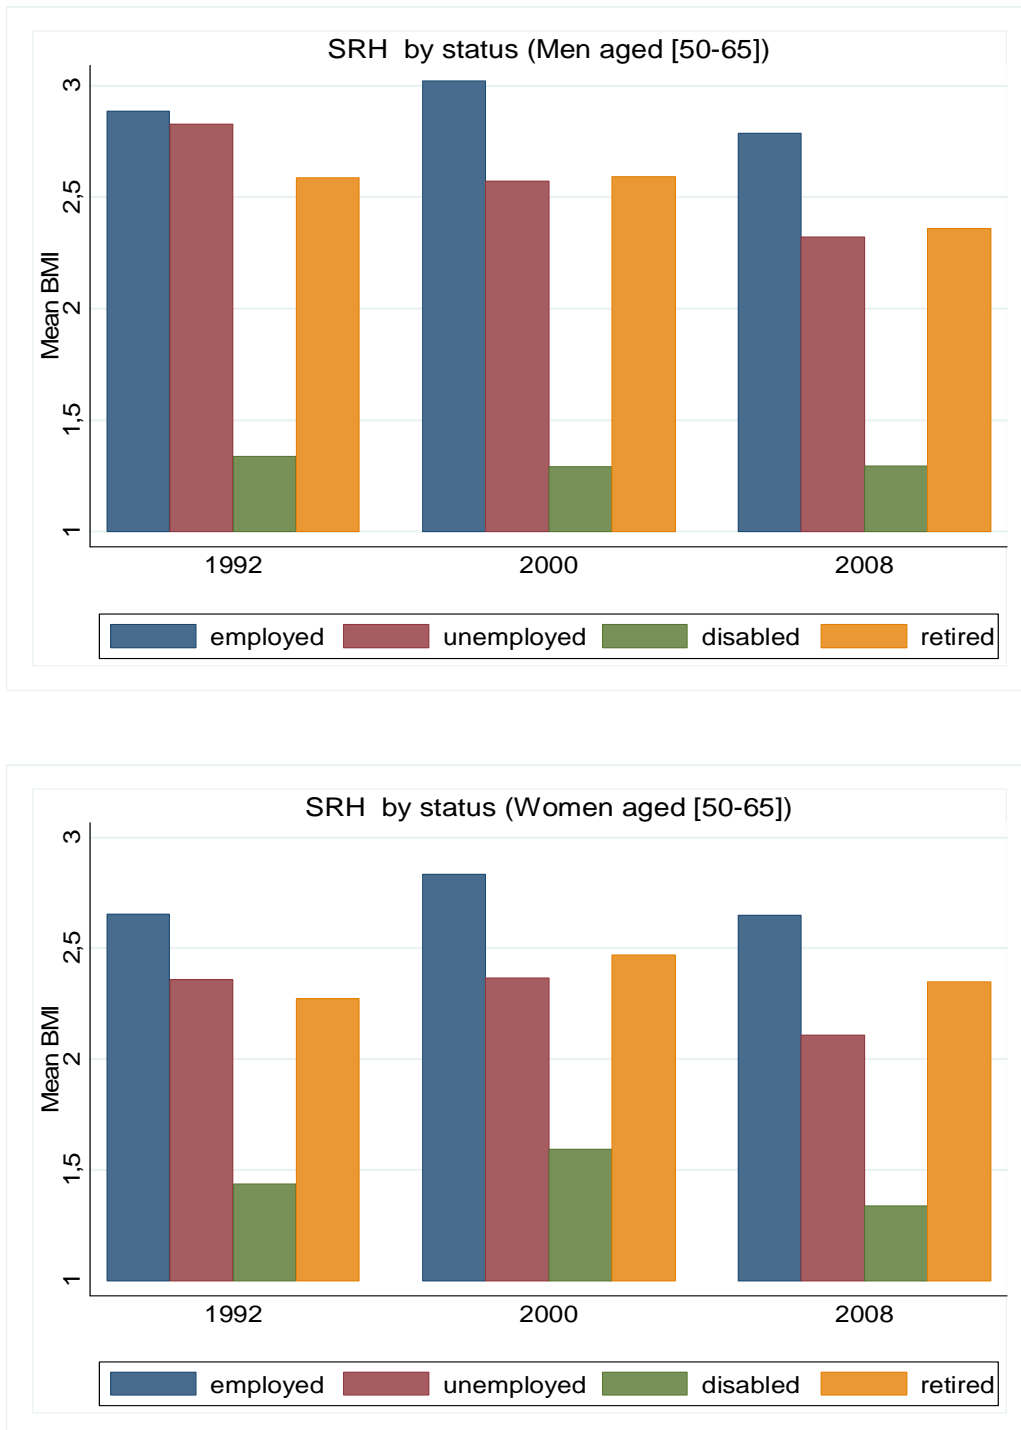 SRH by status (Men aged [50-65])
Mean BMI
3
2,5
2
1,5
1
1992 2000 2008
employed unemployed disabled retired
SRH by status (Women aged [50-65])
Mean BMI
3
2,5
2
1,5
1
1992 2000 2008
employed unemployed disabled retired